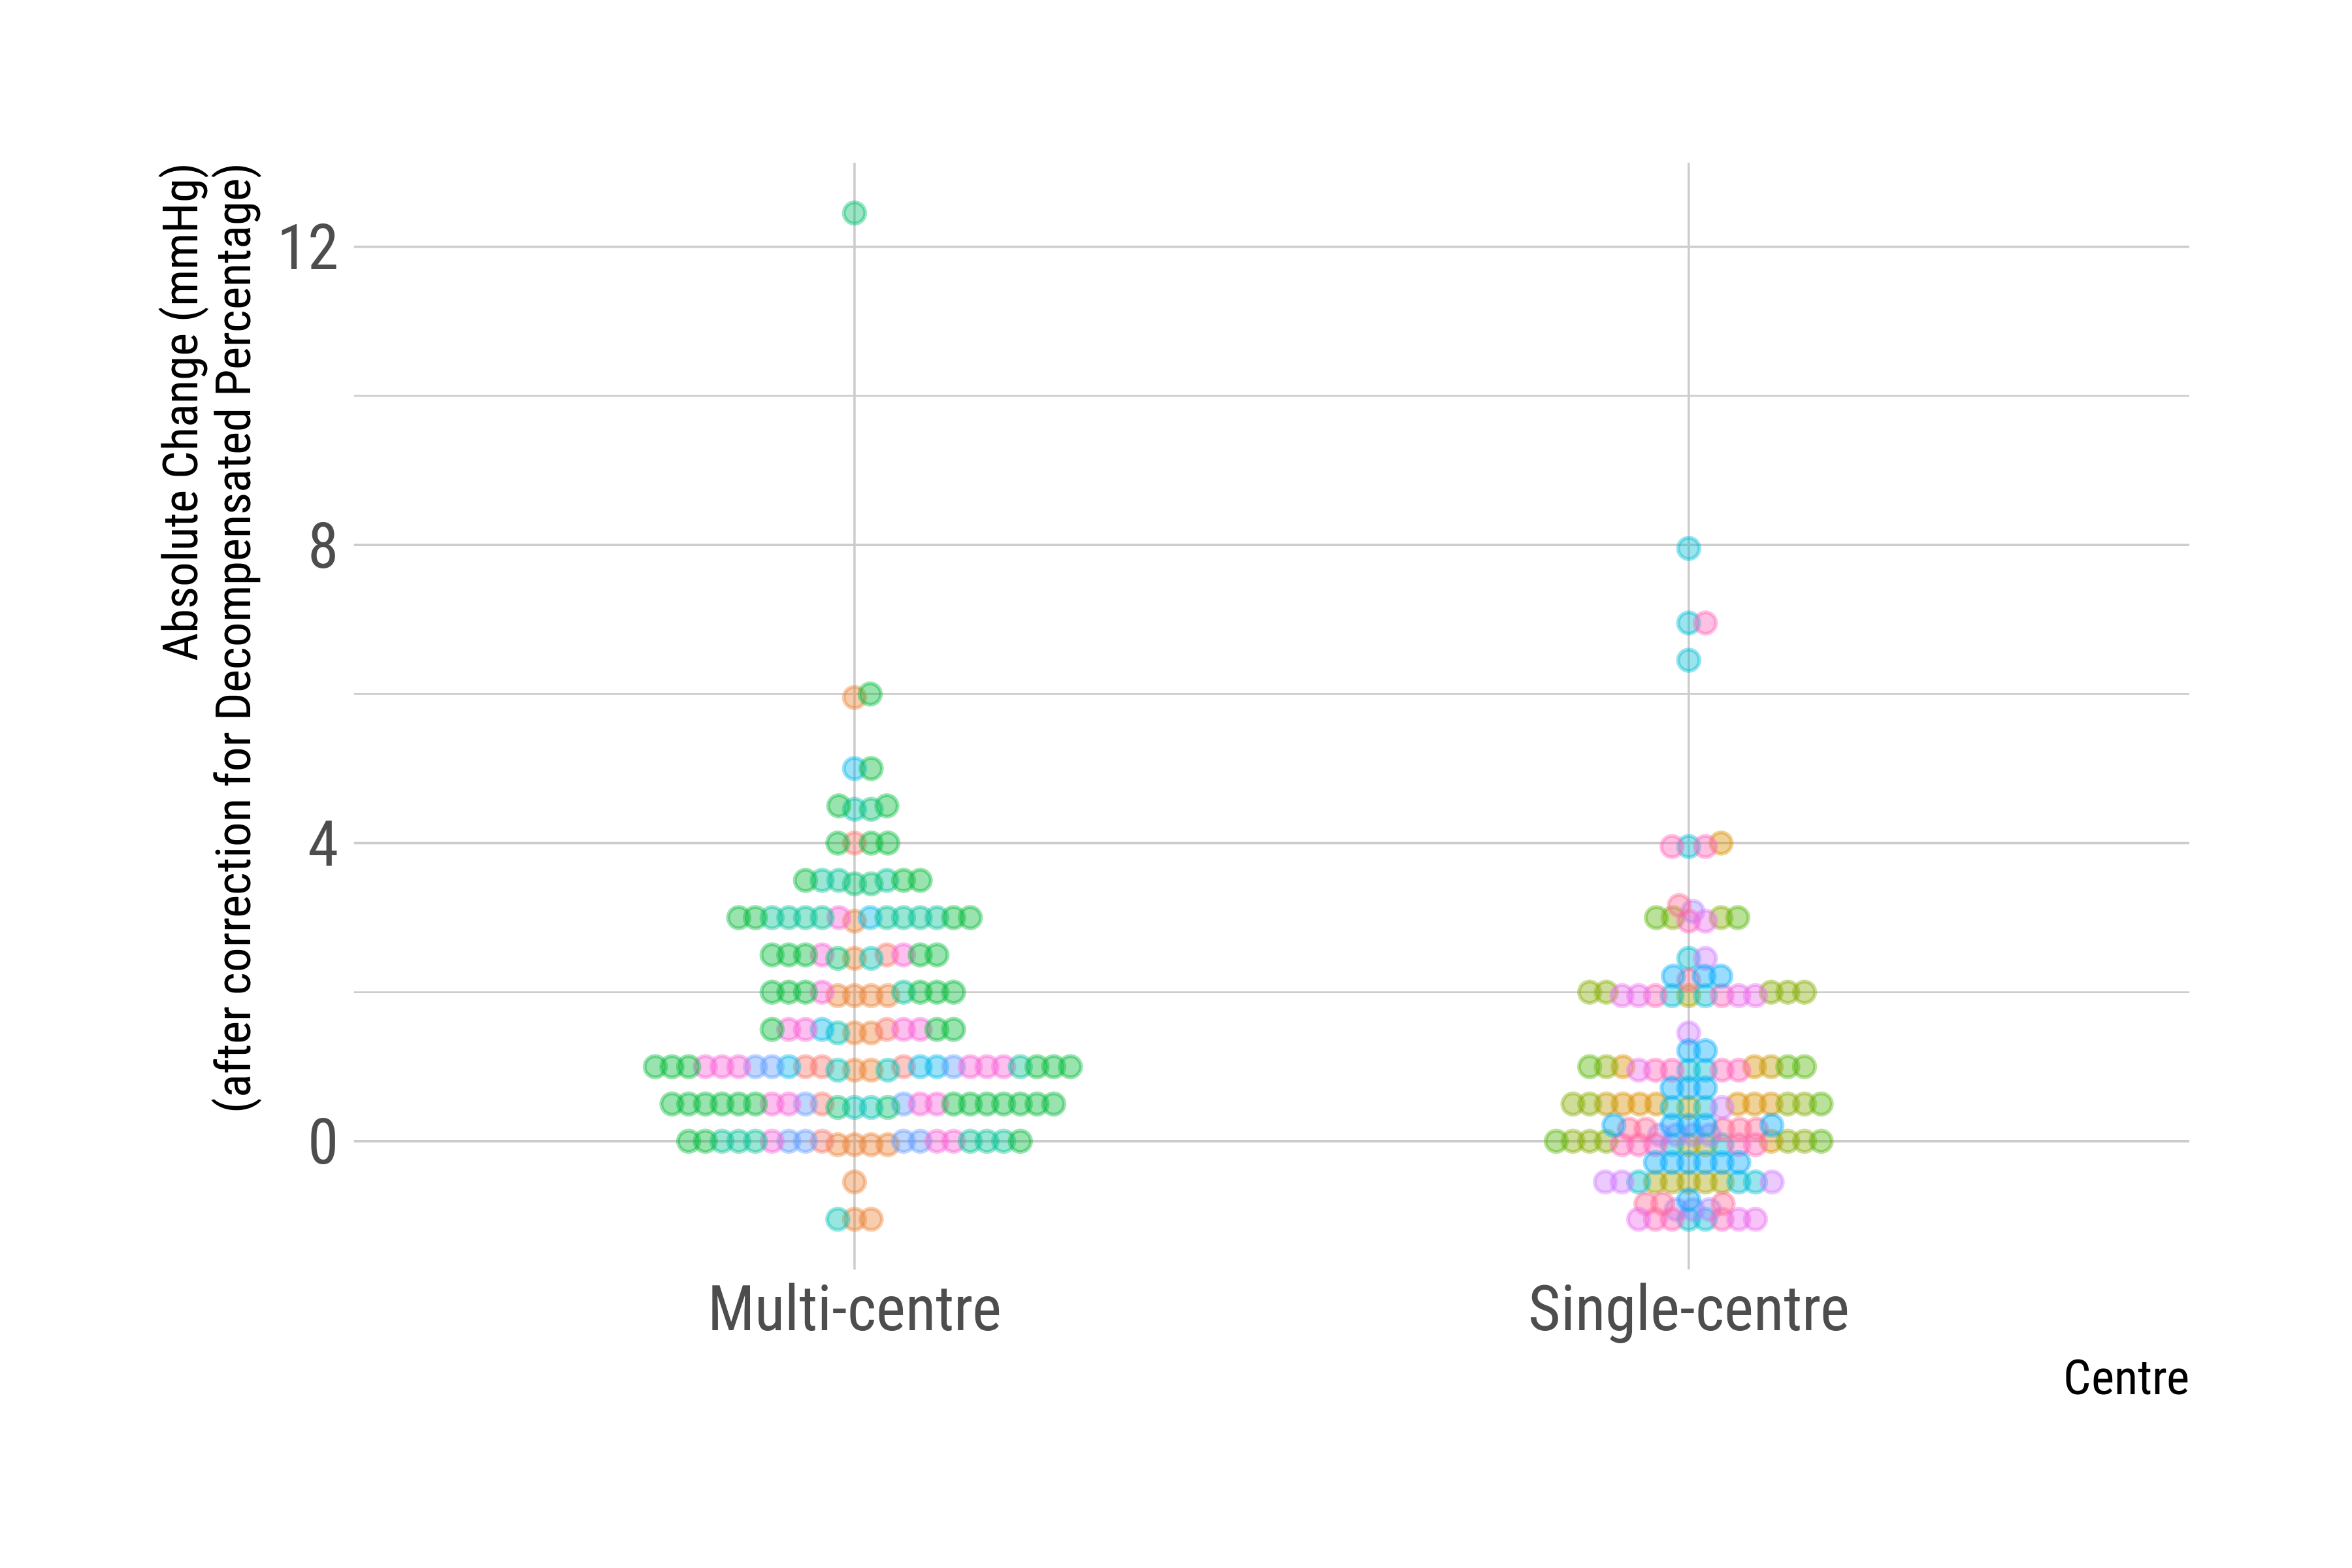 Absolute Change (mmHg)
(after correction for Decompensated Percentage)
12
8
4
0
Multi-centre
Single-centre
Centre